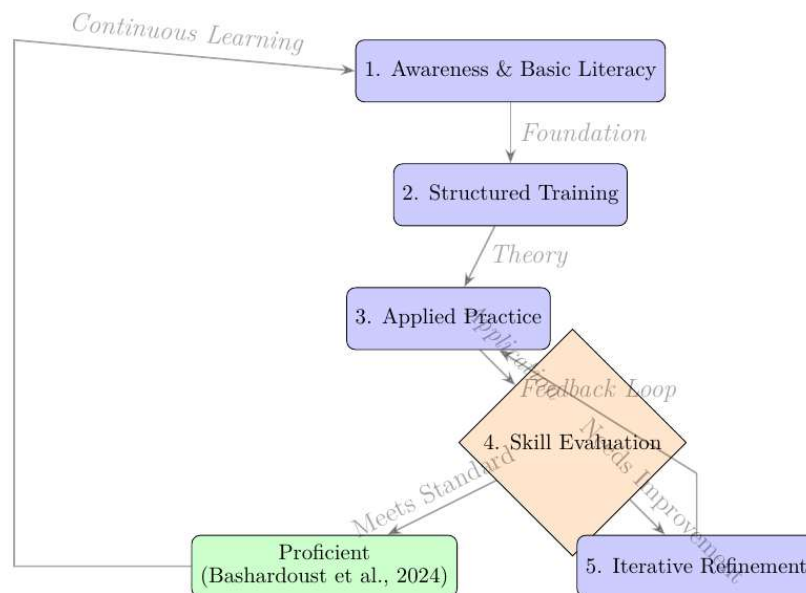 Continuous Learning
1. Awareness & Basic Literacy
Foundation
2. Structured Training
Theory
3. Applied Practice
Application
Feedback Loop
4. Skill Evaluation
Needs Improvement
Meets Standard
Proficient
(Bashardoust et al., 2024)
5. Iterative Refinement